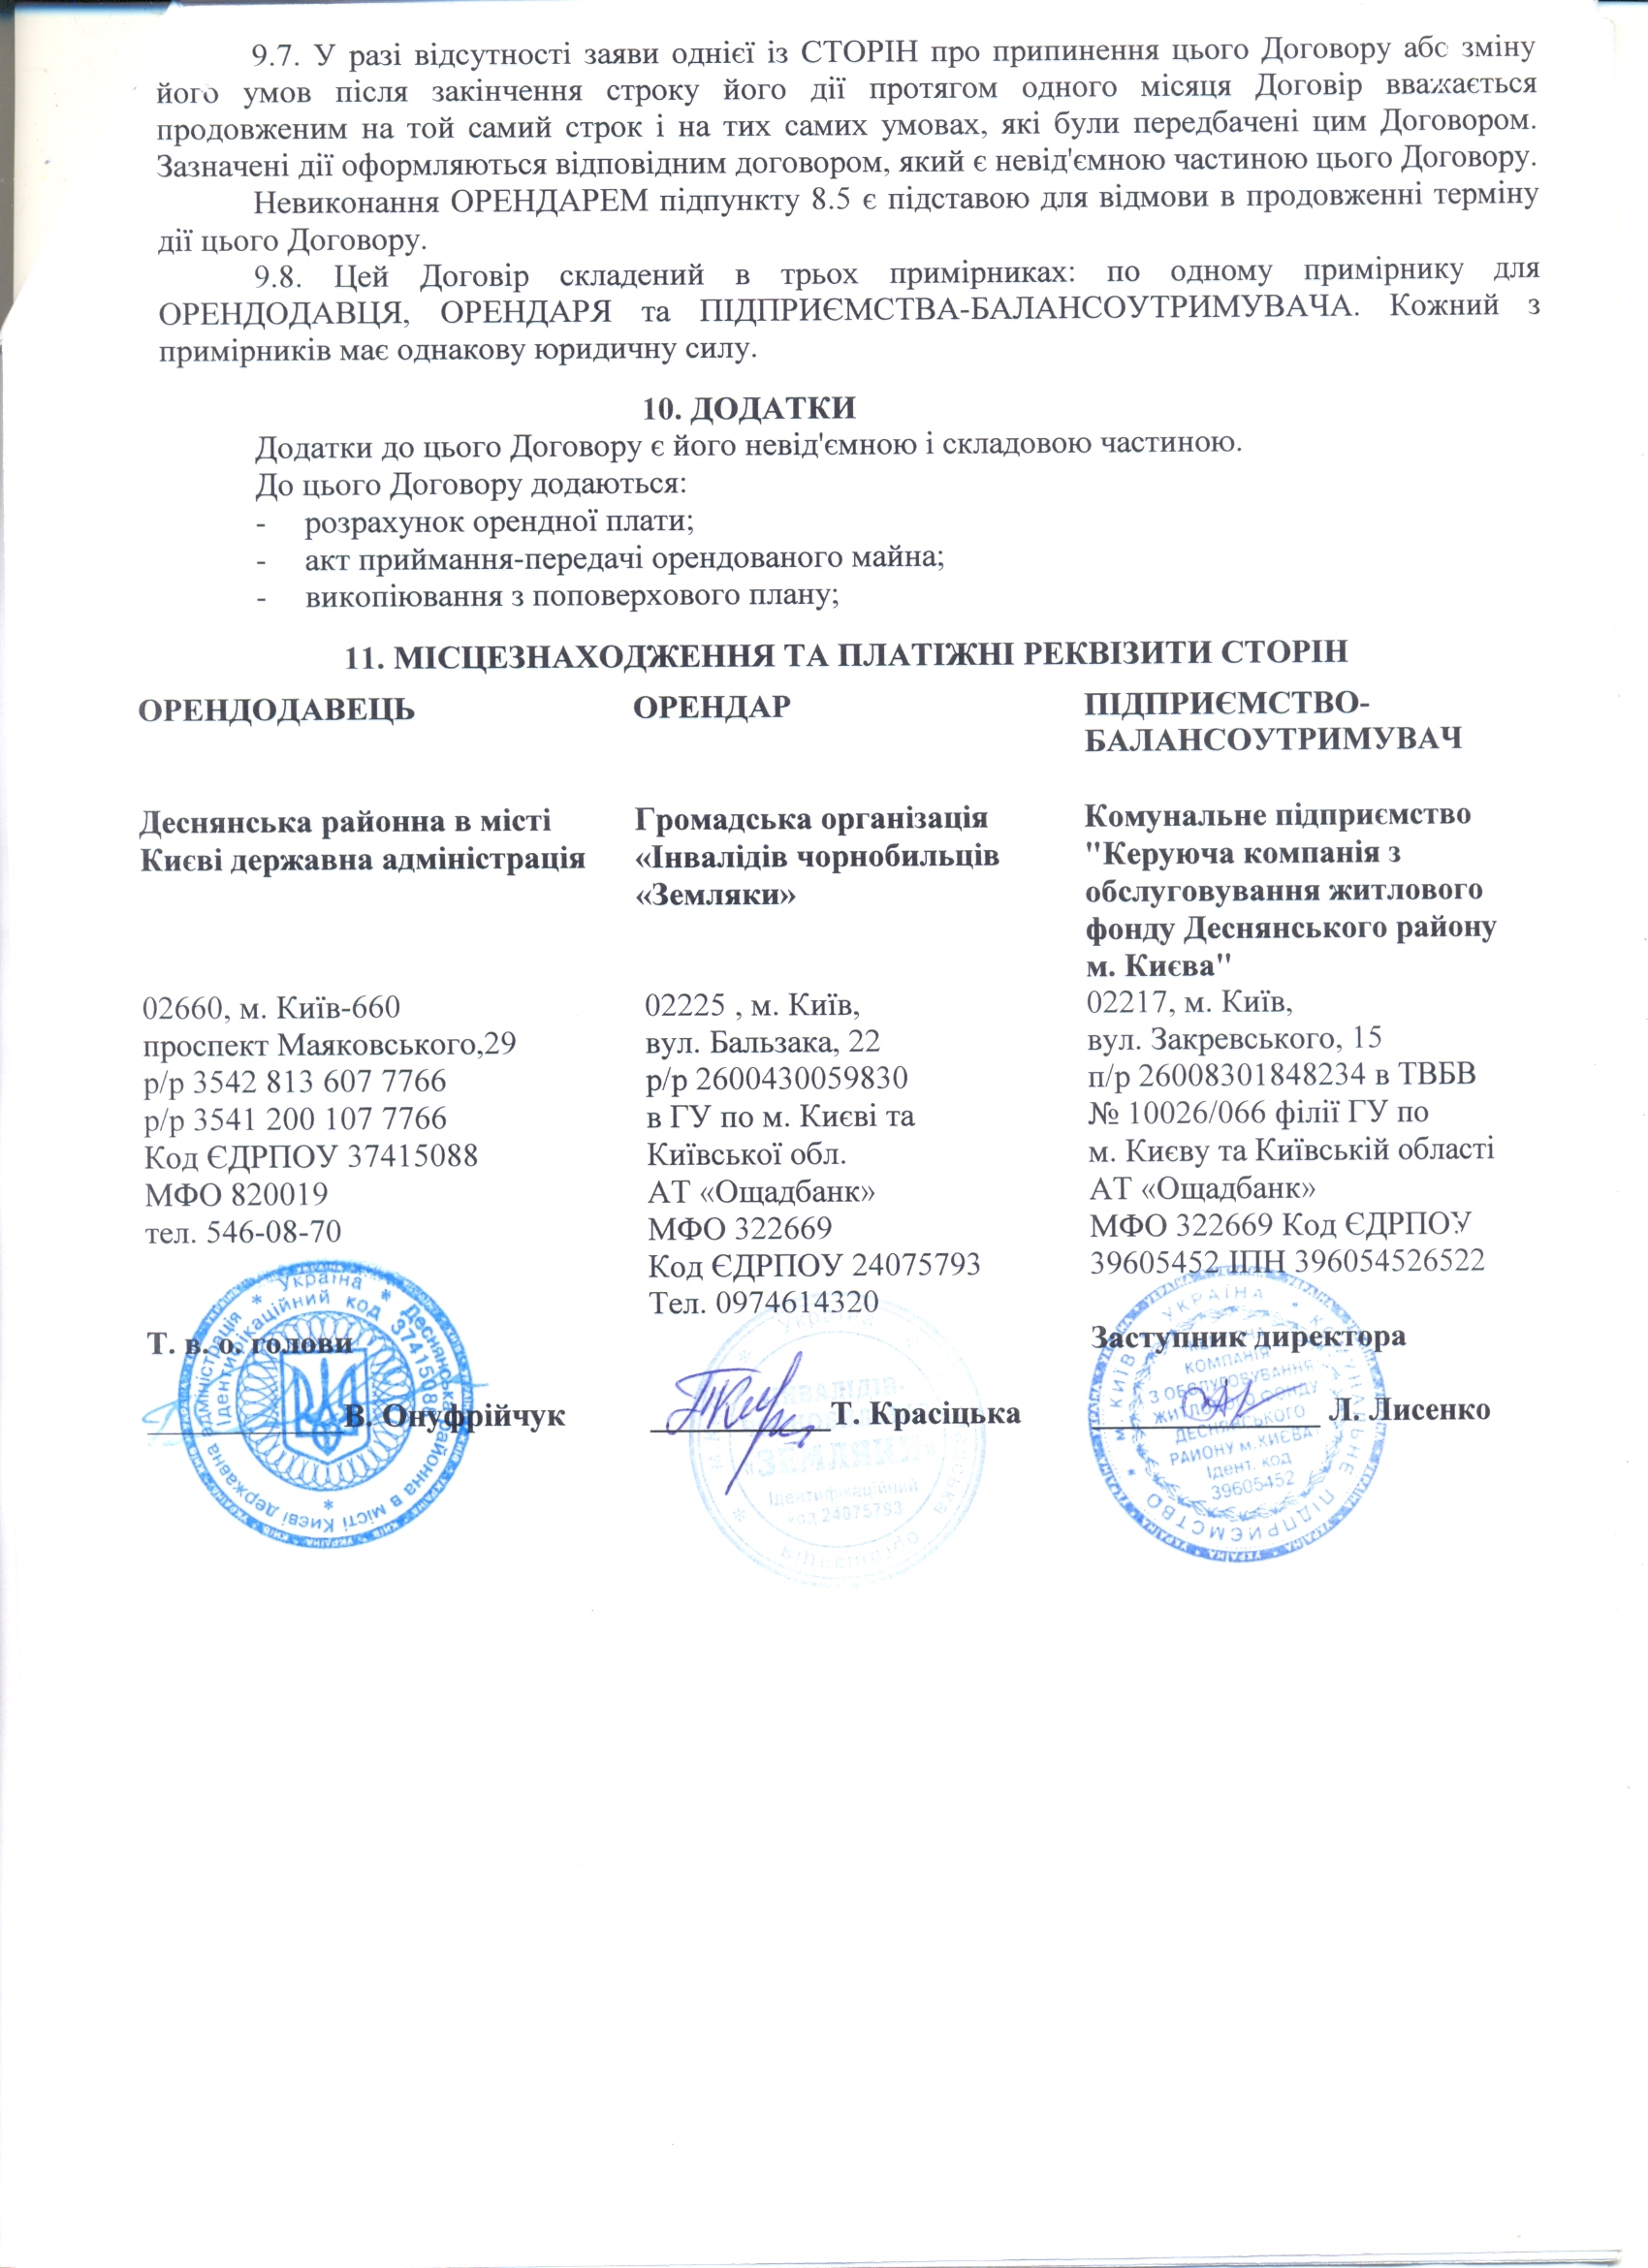 9.7. У разі відсутності заяви однієї із СТОРІН про припинення цього Договору або зміну
його умов після закінчення строку його дії протягом одного місяця Договір вважається
продовженим на той самий строк і на тих самих умовах, які були передбачені цим Договором.
Зазначені дії оформляються відповідним договором, який є невід'ємною частиною цього Договору.
Невиконання ОРЕНДАРЕМ підпункту 8.5 є підставою для відмови в продовженні терміну
дії цього Договору.
9.8. Цей Договір складений в трьох примірниках: по одному примірнику для
ОРЕНДОДАВЦЯ, ОРЕНДАРЯ та ПІДПРИЄМСТВА-БАЛАНСОУТРИМУВАЧА. Кожний з
примірників має однакову юридичну силу.
10. ДОДАТКИ
Додатки до цього Договору є його невід'ємною і складовою частиною.
До цього Договору додаються:
- розрахунок орендної плати;
- акт приймання-передачі орендованого майна;
- викопіювання з поповерхового плану;
11. МІСЦЕЗНАХОДЖЕННЯ ТА ПЛАТІЖНІ РЕКВІЗИТИ СТОРІН
ОРЕНДОДАВЕЦЬ
Деснянська районна в місті
Києві державна адміністрація
02660, м. Київ-660
проспект Маяковського,29
р/р 3542 813 607 7766
р/р 3541 200 107 7766
Код ЄДРПОУ 37415088
МФО 820019
тел. 546-08-70
Т. в. о. голови
В. Онуфрійчук
Україна * Деснянська районна в місті Києві державна адміністрація *
Ідентифікаційний код 37415088
ОРЕНДАР
Громадська організація
«Інвалідів чорнобильців
«Земляки»
02225 , м. Київ,
вул. Бальзака, 22
р/р 2600430059830
в ГУ по м. Києві та
Київської обл.
АТ «Ощадбанк»
МФО 322669
Код ЄДРПОУ 24075793
Тел. 0974614320
Т. Красіцька
Україна
організація
"ЗЕМЛЯКИ"
Ідентифікаційний
код 24075793
ПІДПРИЄМСТВО-
БАЛАНСОУТРИМУВАЧ
Комунальне підприємство
"Керуюча компанія з
обслуговування житлового
фонду Деснянського району
м. Києва"
02217, м. Київ,
вул. Закревського, 15
п/р 26008301848234 в ТВБВ
№ 10026/066 філії ГУ по
м. Києву та Київській області
АТ «Ощадбанк»
МФО 322669 Код ЄДРПОУ
39605452 ІПН 396054526522
Заступник директора
Л. Лисенко
УКРАЇНА * КОМУНАЛЬНЕ ПІДПРИЄМСТВО * м. КИЇВ
КОМПАНІЯ
З ОБСЛУГОВУВАННЯ
ЖИТЛОВОГО ФОНДУ
ДЕСНЯНСЬКОГО
РАЙОНУ м.КИЄВА
Ідент. код
39605452